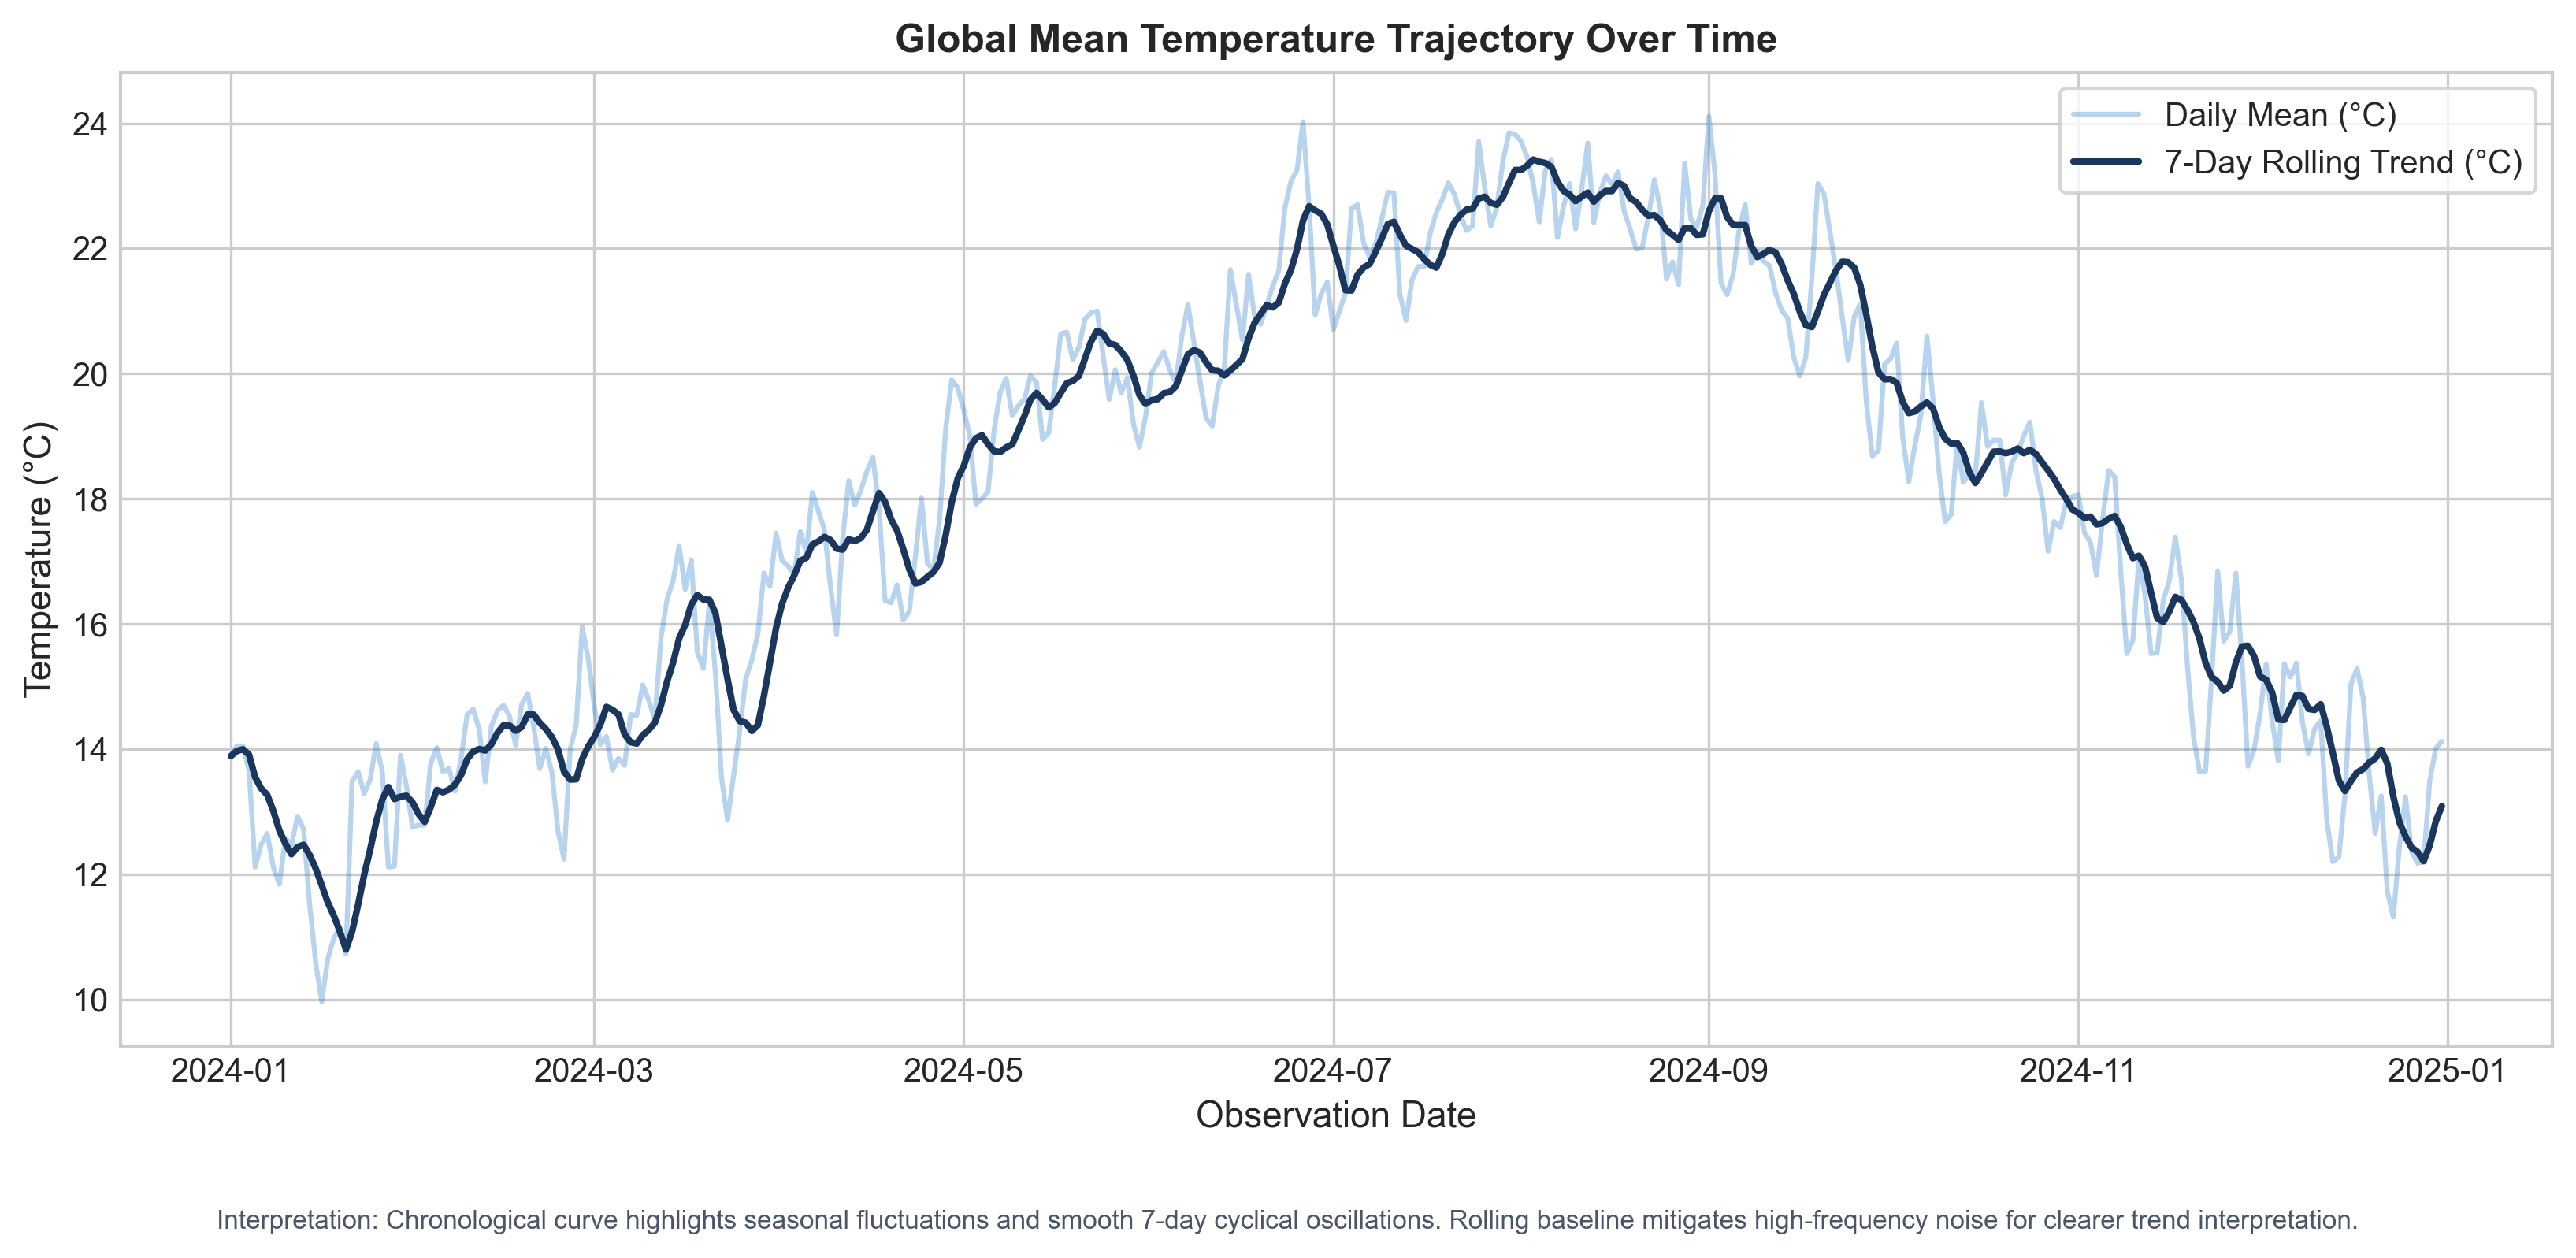 Global Mean Temperature Trajectory Over Time
Daily Mean (°C)
7-Day Rolling Trend (°C)
Temperature (°C)
24
22
20
18
16
14
12
10
2024-01
2024-03
2024-05
2024-07
2024-09
2024-11
2025-01
Observation Date
Interpretation: Chronological curve highlights seasonal fluctuations and smooth 7-day cyclical oscillations. Rolling baseline mitigates high-frequency noise for clearer trend interpretation.